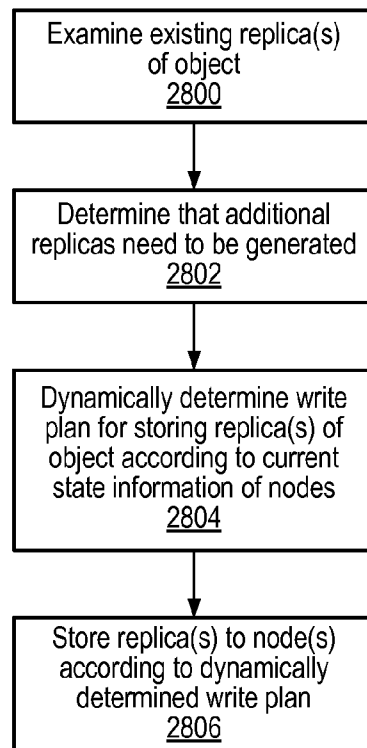 Examine existing replica(s)
of object
2800
Determine that additional
replicas need to be generated
2802
Dynamically determine write
plan for storing replica(s) of
object according to current
state information of nodes
2804
Store replica(s) to node(s)
according to dynamically
determined write plan
2806